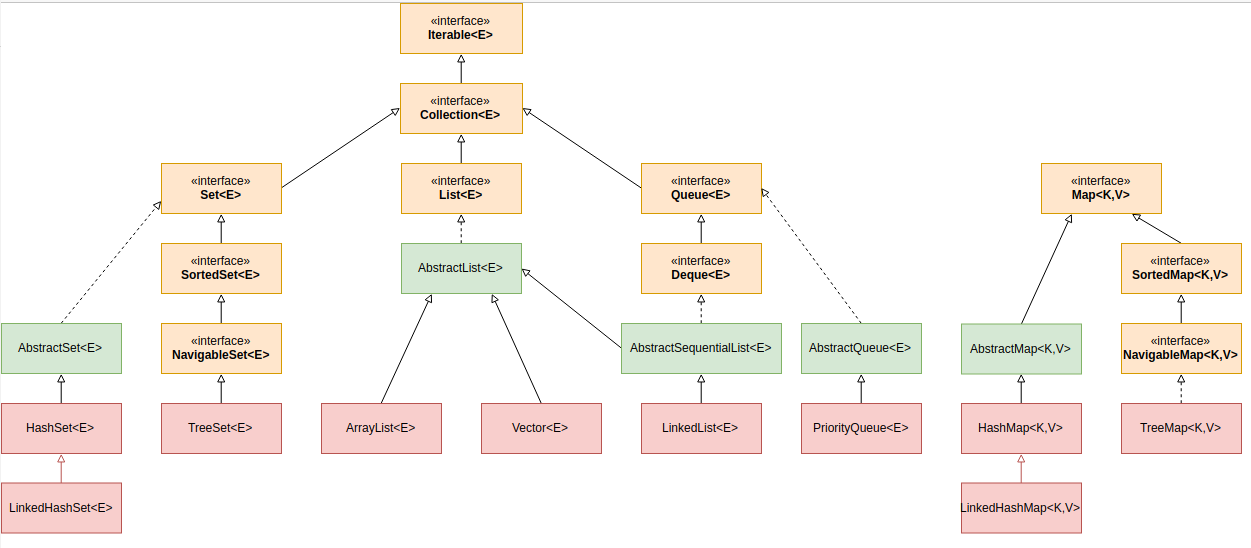 «interface»
Iterable<E>
«interface»
Collection<E>
«interface»
Set<E>
«interface»
List<E>
«interface»
Queue<E>
«interface»
Map<K,V>
«interface»
SortedSet<E>
AbstractList<E>
«interface»
Deque<E>
«interface»
SortedMap<K,V>
AbstractSet<E>
«interface»
NavigableSet<E>
AbstractSequentialList<E>
AbstractQueue<E>
AbstractMap<K,V>
«interface»
NavigableMap<K,V>
HashSet<E>
TreeSet<E>
ArrayList<E>
Vector<E>
LinkedList<E>
PriorityQueue<E>
HashMap<K,V>
TreeMap<K,V>
LinkedHashSet<E>
LinkedHashMap<K,V>